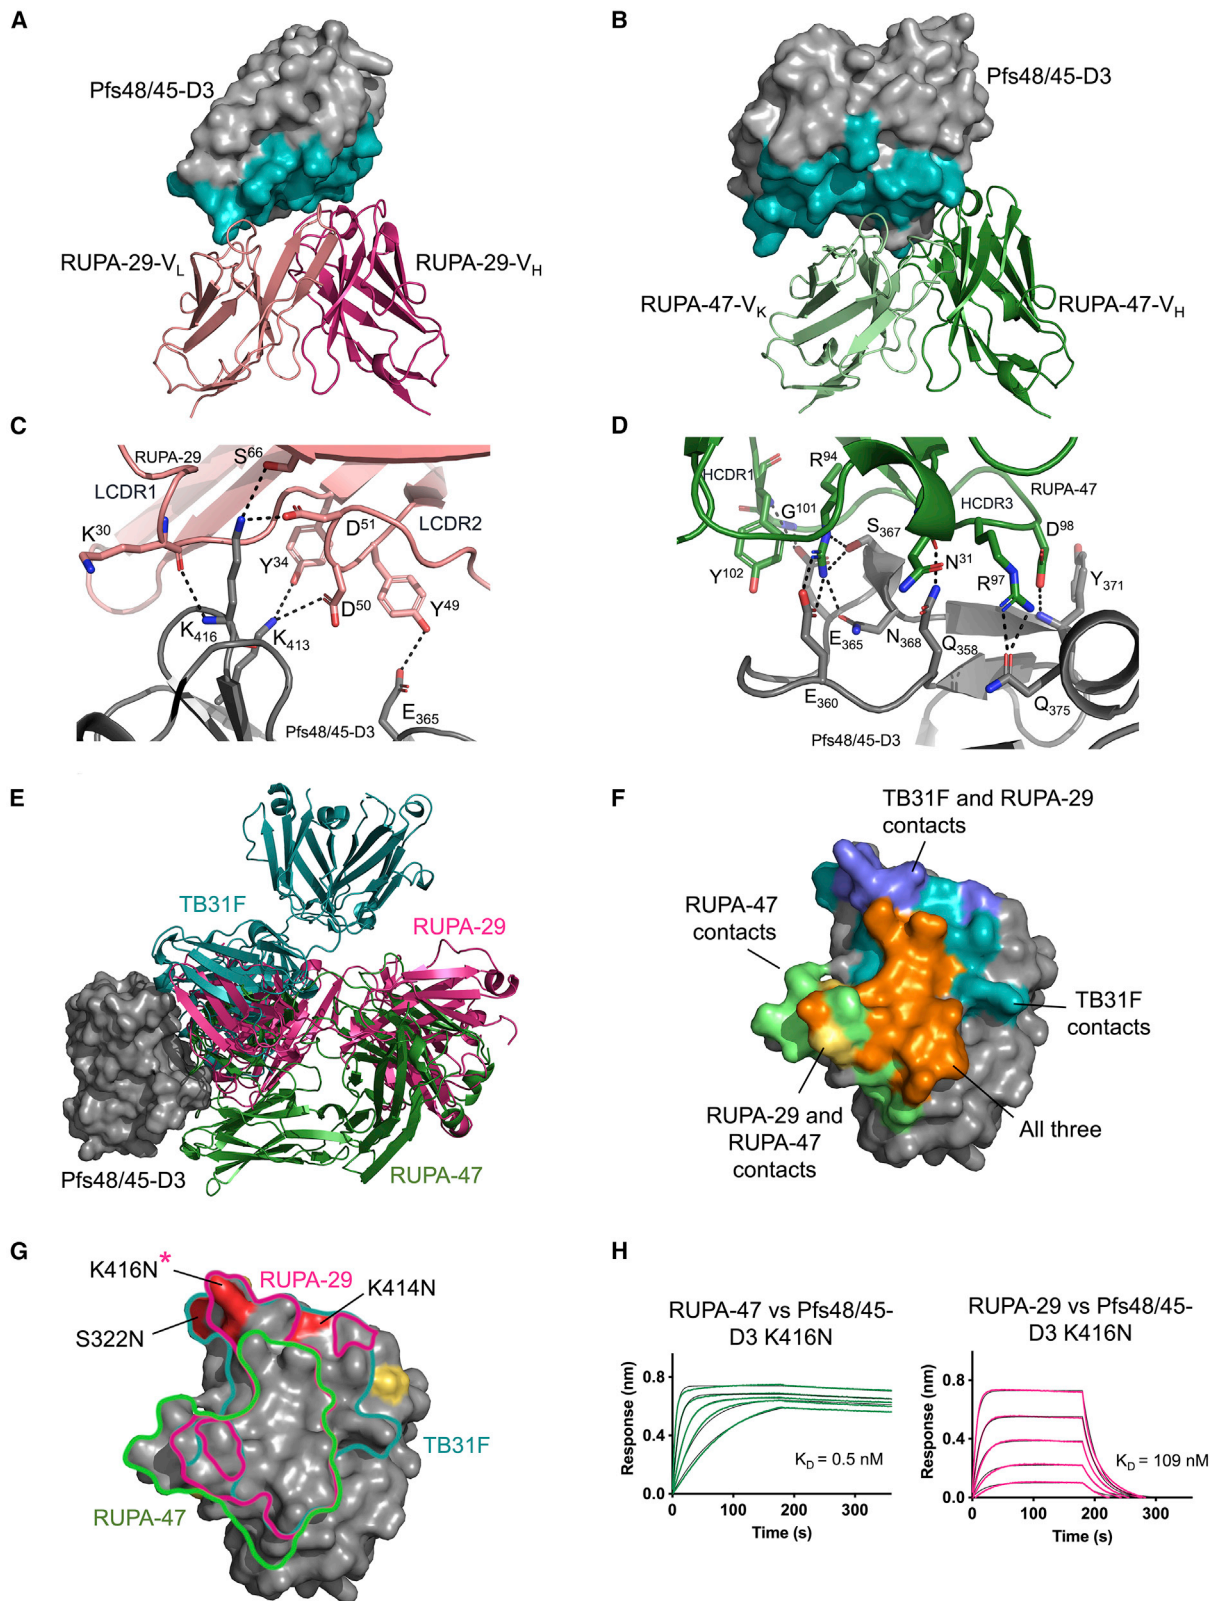 A
Pfs48/45-D3
RUPA-29-VL
RUPA-29-VH
B
Pfs48/45-D3
RUPA-47-VK
RUPA-47-VH
C
RUPA-29
S66
LCDR1
K30
D51
LCDR2
Y34
D50
Y49
K416
K413
E365
Pfs48/45-D3
D
HCDR1
R94
RUPA-47
HCDR3
G101
S367
D98
Y102
N31
R97
Y371
E365
N368
Q358
E360
Q375
Pfs48/45-D3
E
TB31F
RUPA-29
Pfs48/45-D3
RUPA-47
F
TB31F and RUPA-29
contacts
RUPA-47
contacts
TB31F
contacts
RUPA-29 and
RUPA-47
contacts
All three
G
K416N*
RUPA-29
K414N
S322N
TB31F
RUPA-47
H
RUPA-47 vs Pfs48/45-
D3 K416N
Response (nm)
0.8
0.4
0.0
KD = 0.5 nM
0 100 200 300
Time (s)
RUPA-29 vs Pfs48/45-
D3 K416N
Response (nm)
0.8
0.4
0.0
KD = 109 nM
0 100 200 300
Time (s)